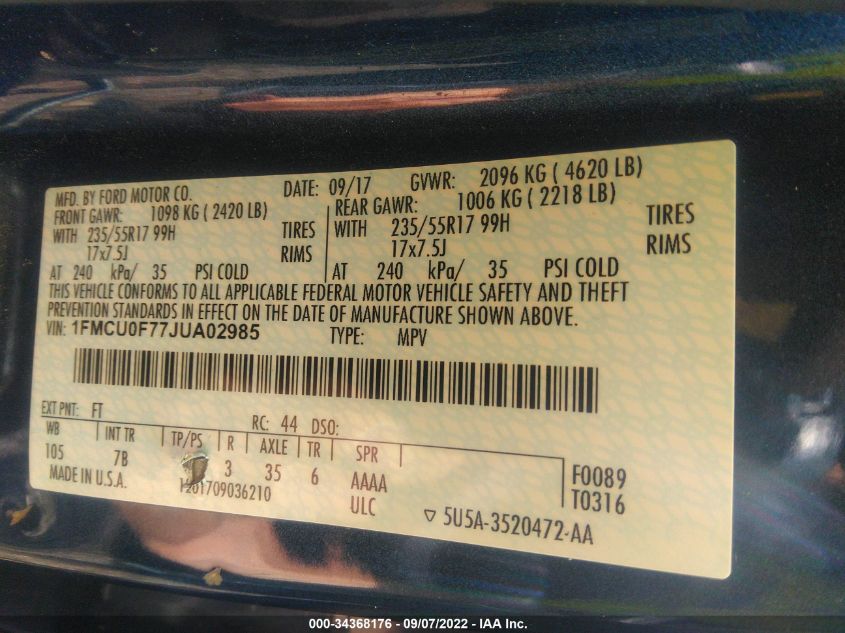 MFD. BY FORD MOTOR CO. DATE: 09/17 GVWR: 2096 KG ( 4620 LB)
FRONT GAWR: 1098 KG ( 2420 LB) REAR GAWR: 1006 KG ( 2218 LB)
WITH 235/55R17 99H TIRES WITH 235/55R17 99H TIRES
17x7.5J RIMS 17x7.5J RIMS
AT 240 kPa/ 35 PSI COLD AT 240 kPa/ 35 PSI COLD
THIS VEHICLE CONFORMS TO ALL APPLICABLE FEDERAL MOTOR VEHICLE SAFETY AND THEFT
PREVENTION STANDARDS IN EFFECT ON THE DATE OF MANUFACTURE SHOWN ABOVE.
VIN: 1FMCU0F77JUA02985 TYPE: MPV
EXT PNT: FT RC: 44 DSO:
WB INT TR TP/PS R AXLE TR SPR
105 7B 3 35 6 AAAA F0089
MADE IN U.S.A. 1201709036210 ULC T0316
5U5A-3520472-AA
000-34368176 - 09/07/2022 - IAA Inc.